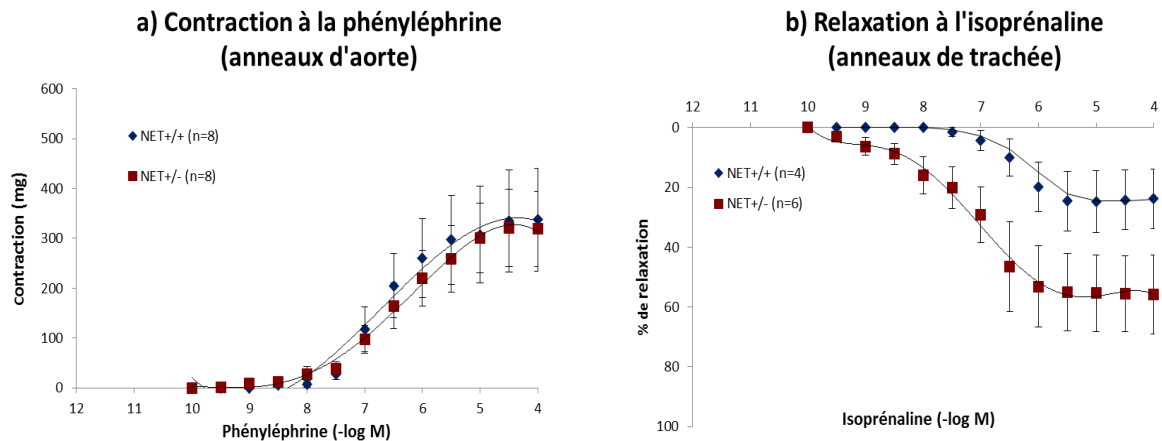 a) Contraction à la phényléphrine
(anneaux d'aorte)
600
500
400
300
200
100
0
contraction (mg)
NET+/+ (n=8)
NET+/- (n=8)
12 11 10 9 8 7 6 5 4
Phényléphrine (-log M)
b) Relaxation à l'isoprénaline
(anneaux de trachée)
12 11 10 9 8 7 6 5 4
0
20
40
60
80
100
% de relaxation
NET+/+ (n=4)
NET+/- (n=6)
Isoprénaline (-log M)